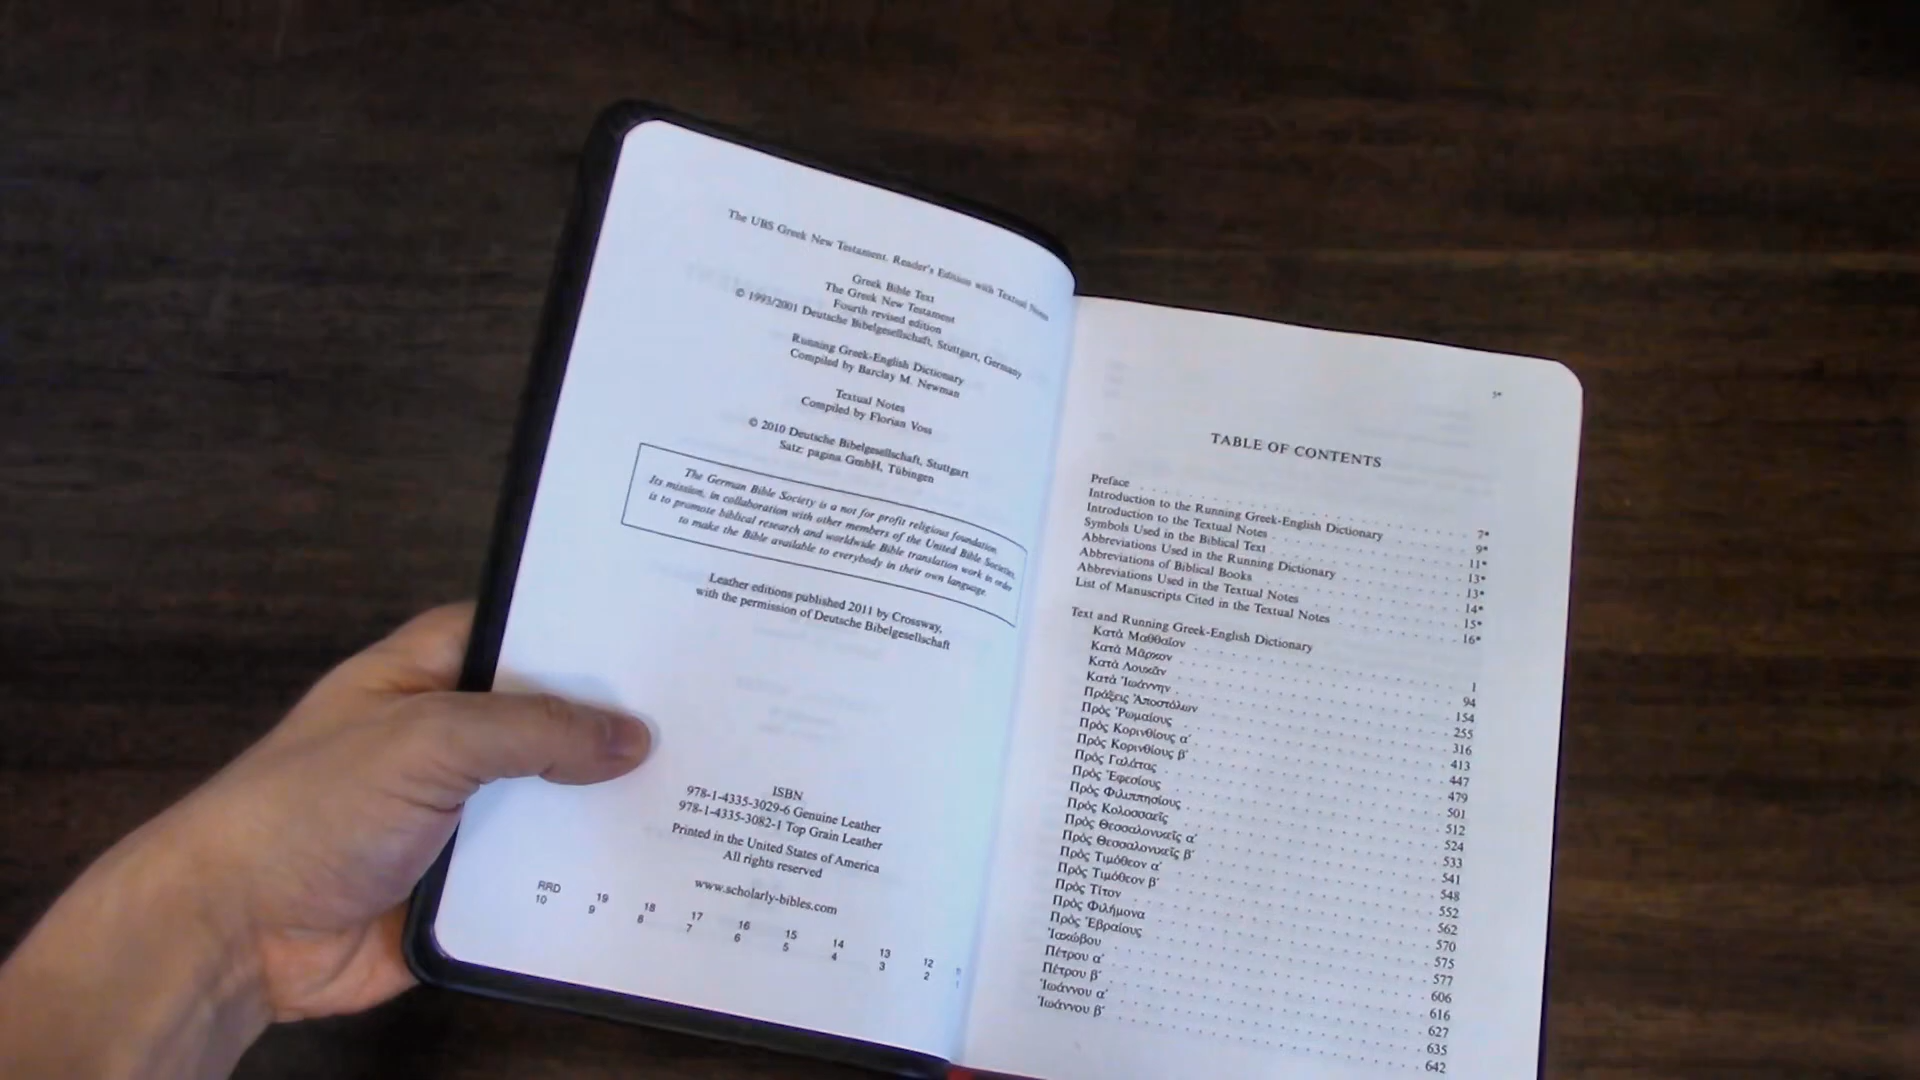 The UBS Greek New Testament. Reader's Edition with Textual Notes
Greek Bible Text
The Greek New Testament
Fourth revised edition
© 1993/2001 Deutsche Bibelgesellschaft, Stuttgart, Germany
Running Greek-English Dictionary
Compiled by Barclay M. Newman
Textual Notes
Compiled by Florian Voss
© 2010 Deutsche Bibelgesellschaft, Stuttgart
Satz: pagina GmbH, Tübingen
The German Bible Society is a not for profit religious foundation.
Its mission, in collaboration with other members of the United Bible Societies,
is to promote biblical research and worldwide Bible translation work in order
to make the Bible available to everybody in their own language.
Leather editions published 2011 by Crossway,
with the permission of Deutsche Bibelgesellschaft
ISBN
978-1-4335-3029-6 Genuine Leather
978-1-4335-3082-1 Top Grain Leather
Printed in the United States of America
All rights reserved
www.scholarly-bibles.com
RRD 19 18 17 16 15 14 13 12
10 9 8 7 6 5 4 3 2 1
5*
TABLE OF CONTENTS
Preface . . . 7*
Introduction to the Running Greek-English Dictionary . . . 9*
Introduction to the Textual Notes . . . 11*
Symbols Used in the Biblical Text . . . 13*
Abbreviations Used in the Running Dictionary . . . 13*
Abbreviations of Biblical Books . . . 14*
Abbreviations Used in the Textual Notes . . . 15*
List of Manuscripts Cited in the Textual Notes . . . 16*
Text and Running Greek-English Dictionary
Κατὰ Μαθθαῖον . . . 1
Κατὰ Μᾶρκον . . . 94
Κατὰ Λουκᾶν . . . 154
Κατὰ Ἰωάννην . . . 255
Πράξεις Ἀποστόλων . . . 316
Πρὸς Ῥωμαίους . . . 413
Πρὸς Κορινθίους αʹ . . . 447
Πρὸς Κορινθίους βʹ . . . 479
Πρὸς Γαλάτας . . . 501
Πρὸς Ἐφεσίους . . . 512
Πρὸς Φιλιππησίους . . . 524
Πρὸς Κολοσσαεῖς . . . 533
Πρὸς Θεσσαλονικεῖς αʹ . . . 541
Πρὸς Θεσσαλονικεῖς βʹ . . . 548
Πρὸς Τιμόθεον αʹ . . . 552
Πρὸς Τιμόθεον βʹ . . . 562
Πρὸς Τίτον . . . 570
Πρὸς Φιλήμονα . . . 575
Πρὸς Ἑβραίους . . . 577
Ἰακώβου . . . 606
Πέτρου αʹ . . . 616
Πέτρου βʹ . . . 627
Ἰωάννου αʹ . . . 635
Ἰωάννου βʹ . . . 642